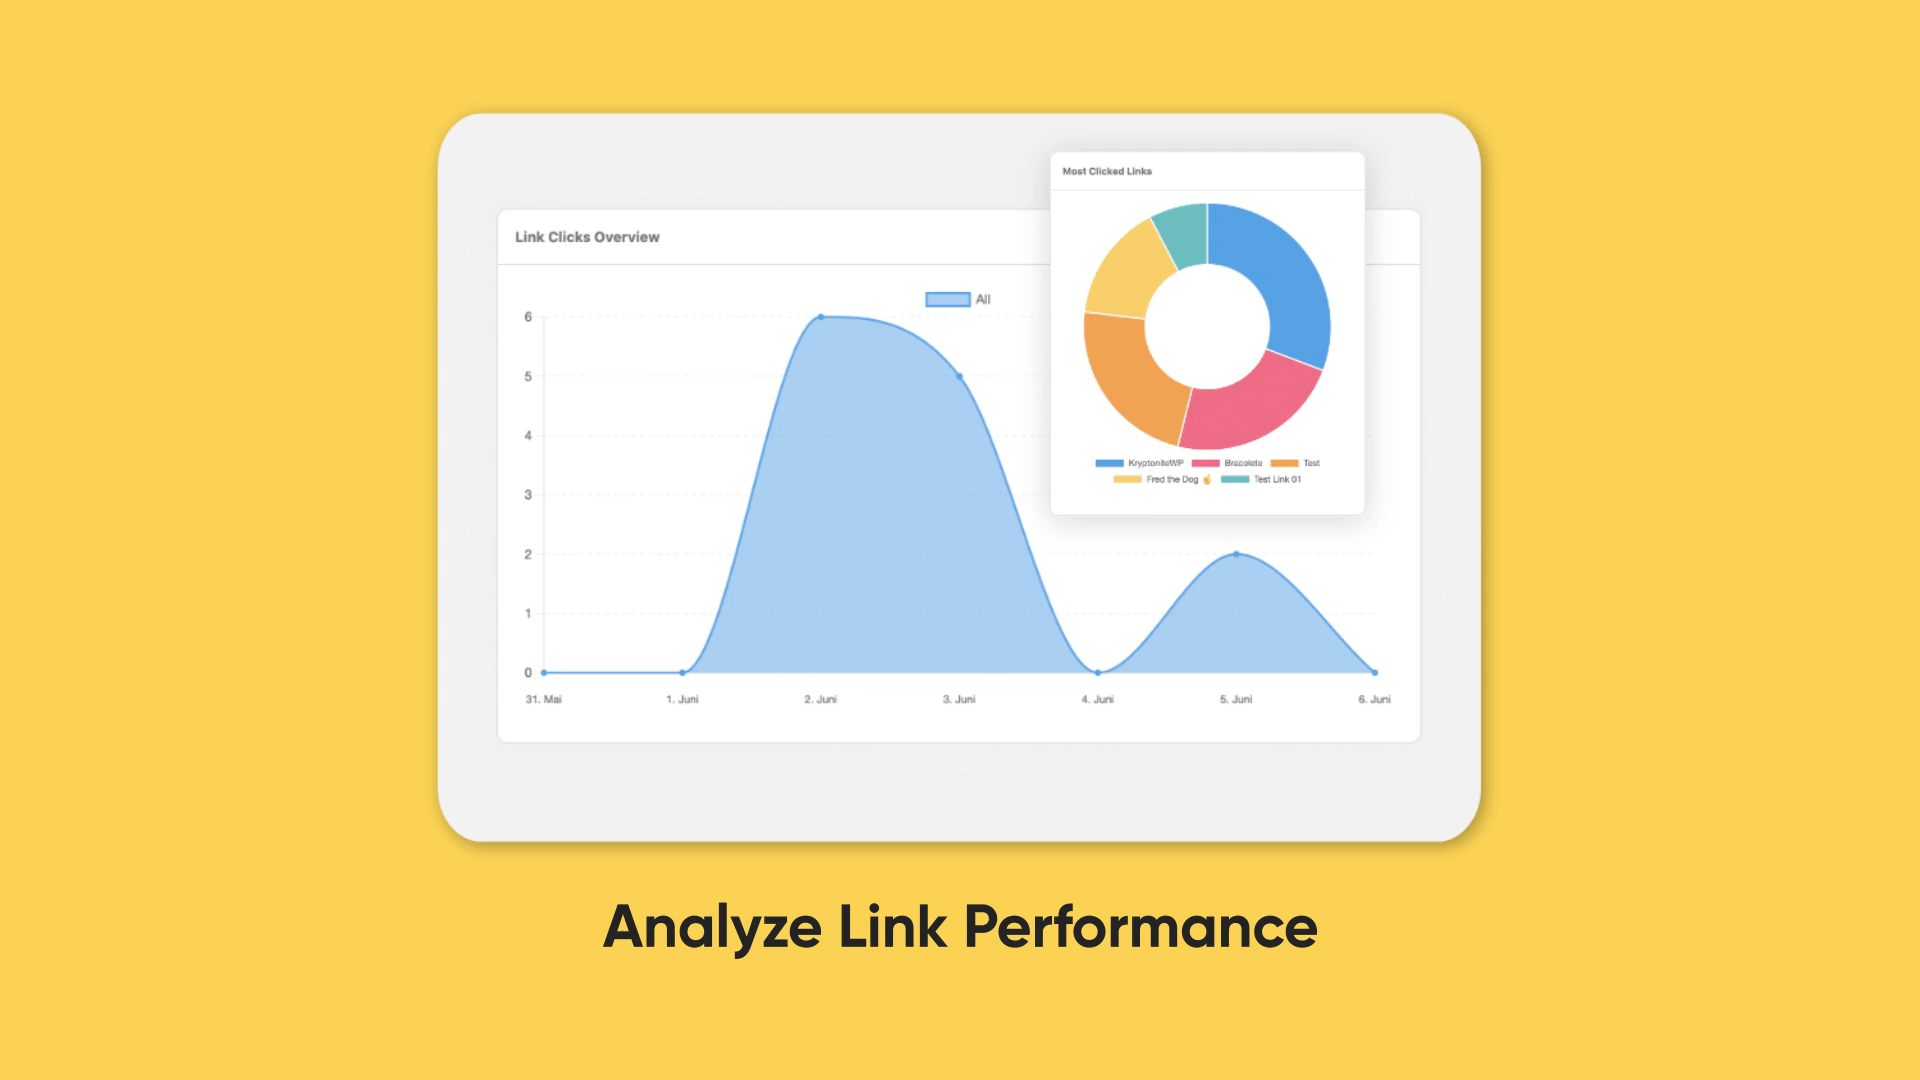 Most Clicked Links
KryptoniteWP Bracelets Test
Fred the Dog ☝ Test Link 01
Link Clicks Overview
All
6
5
4
3
2
1
0
31. Mai 1. Juni 2. Juni 3. Juni 4. Juni 5. Juni 6. Juni
Analyze Link Performance